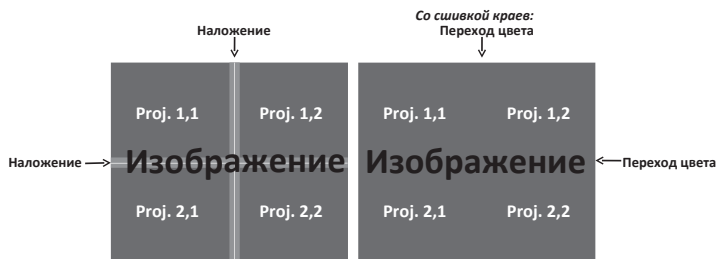 Со сшивкой краев:
Наложение
Переход цвета
Proj. 1,1
Proj. 1,2
Proj. 1,1
Proj. 1,2
Наложение
Изображение
Изображение
Переход цвета
Proj. 2,1
Proj. 2,2
Proj. 2,1
Proj. 2,2